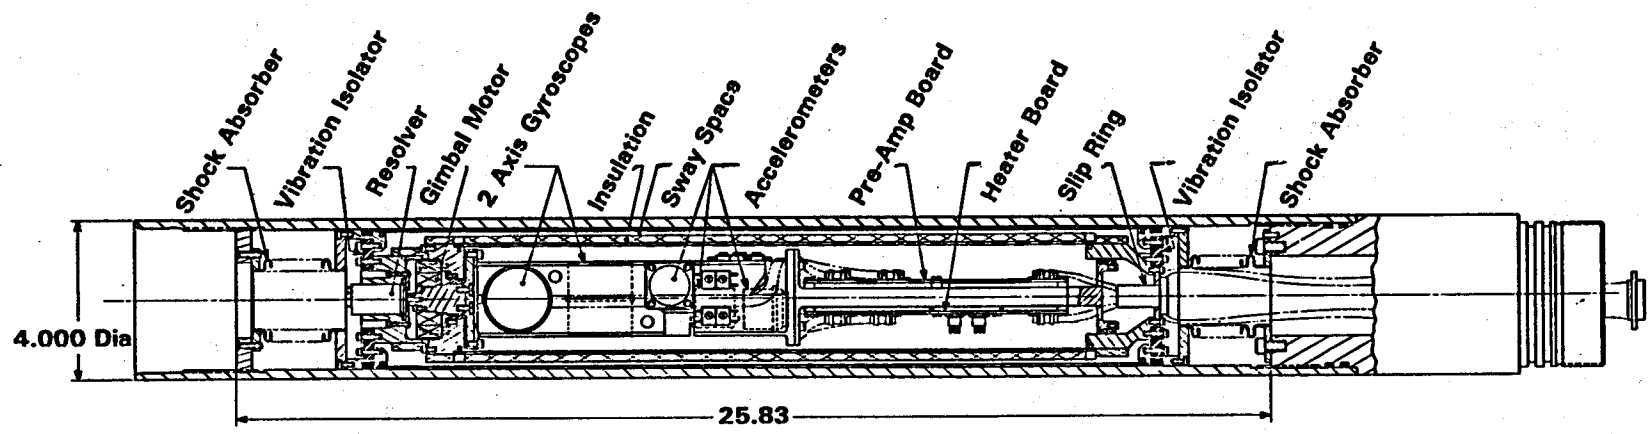 Shock Absorber
Vibration Isolator
Resolver
Gimbal Motor
2 Axis Gyroscopes
Insulation
Sway Space
Accelerometers
Pre-Amp Board
Heater Board
Slip Ring
Vibration Isolator
Shock Absorber
4.000 Dia
25.83